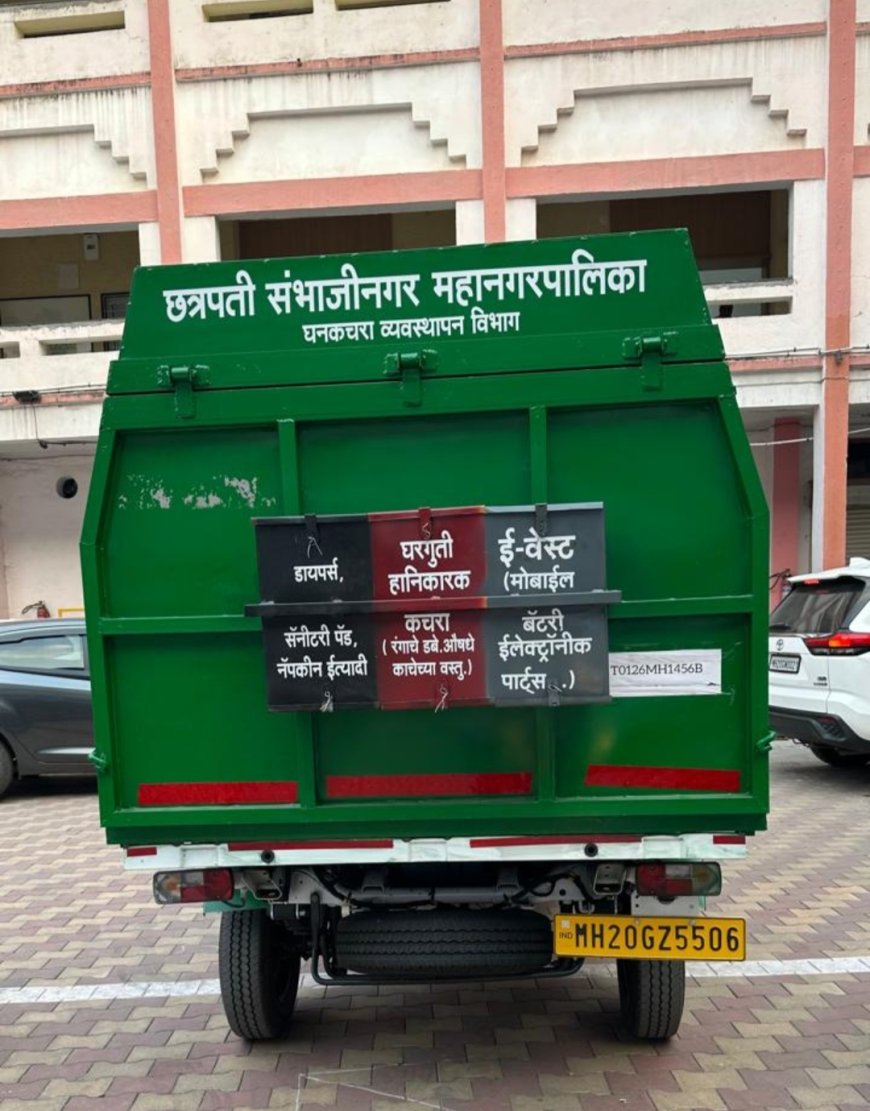 छत्रपती संभाजीनगर महानगरपालिका
घनकचरा व्यवस्थापन विभाग
डायपर्स,
सॅनीटरी पॅड,
नॅपकीन ईत्यादी
घरगुती
हानिकारक
कचरा
( रंगाचे डबे.औषधे
काचेच्या वस्तु.)
ई-वेस्ट
(मोबाईल
बॅटरी
ईलेक्ट्रॉनीक
पार्ट्स . .)
T0126MH1456B
IND MH20GZ5506